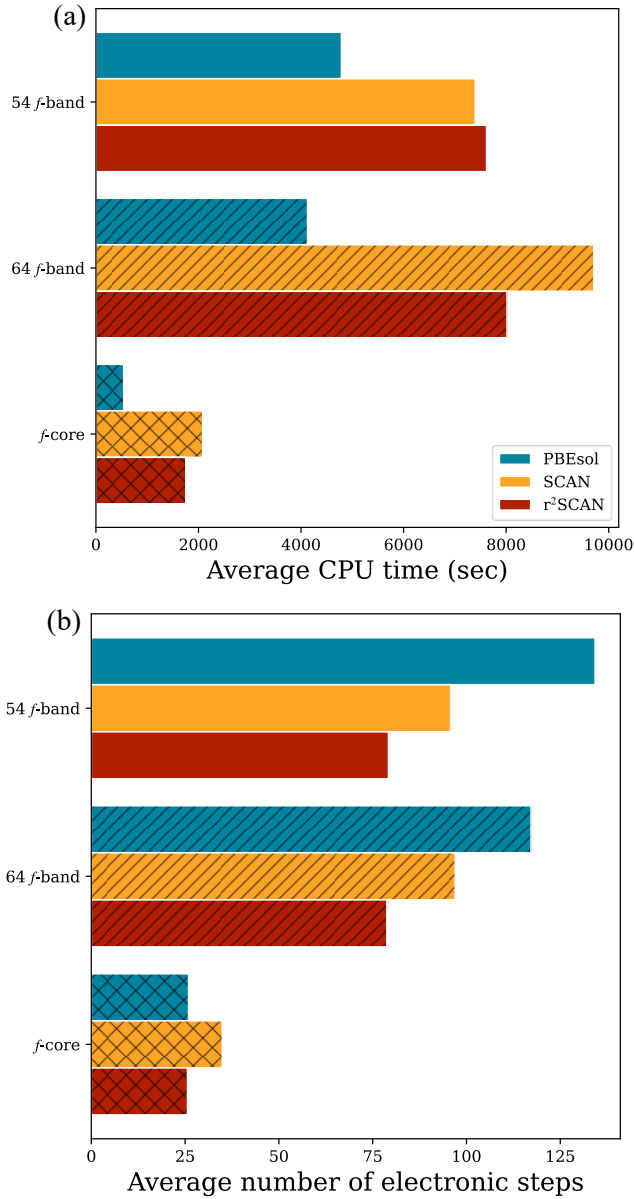 (a)
54 f-band
64 f-band
f-core
PBEsol
SCAN
r²SCAN
0 2000 4000 6000 8000 10000
Average CPU time (sec)
(b)
54 f-band
64 f-band
f-core
0 25 50 75 100 125
Average number of electronic steps